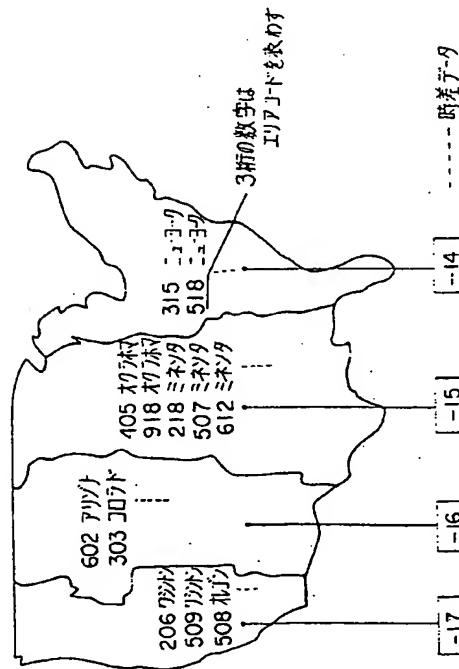 206 ワシントン
509 ワシントン
508 オレゴン
602 アリゾナ
303 コロラド
405 オクラホマ
918 オクラホマ
218 ミネソタ
507 ミネソタ
612 ミネソタ
315 ニューヨーク
518 ニューヨーク
3桁の数字は
エリアコードを表わす
-17
-16
-15
-14
時差データ